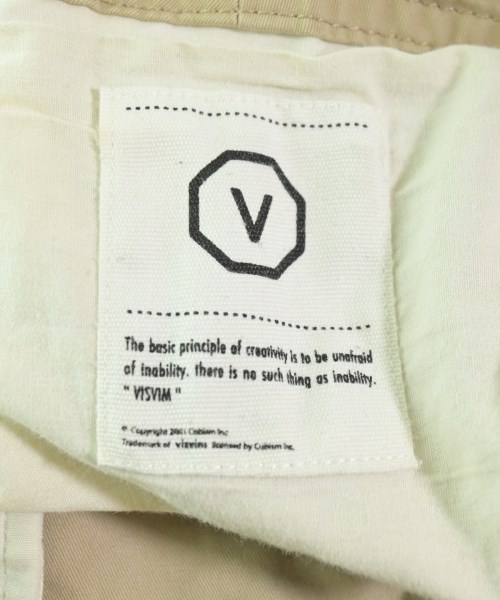 V
The basic principle of creativity is to be unafraid
of inability. there is no such thing as inability.
" VISVIM "
© Copyright 2001 Cubism Inc
Trademark of visvim licensed by Cubism Inc.